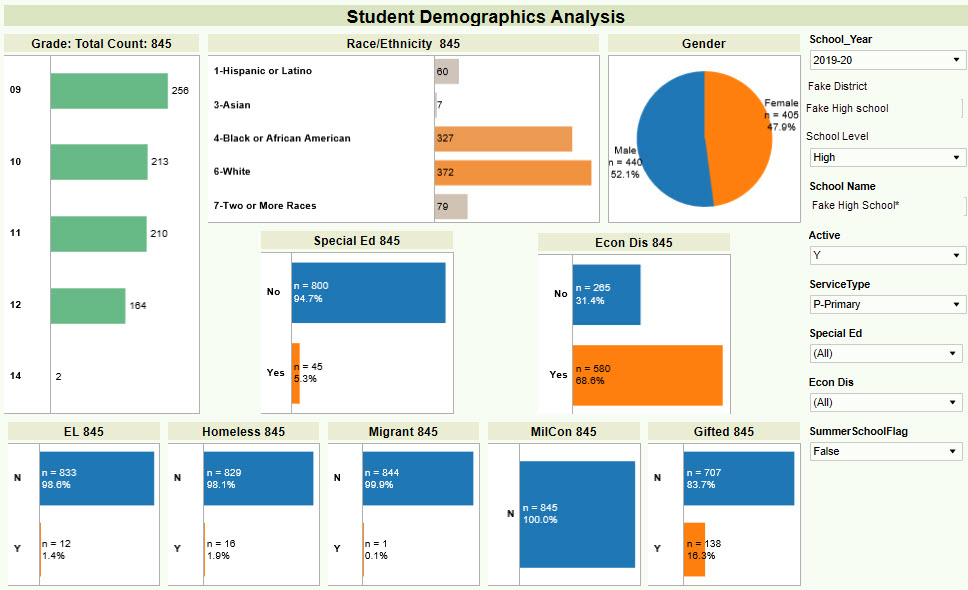 Student Demographics Analysis
Grade: Total Count: 845
09
256
10
213
11
210
12
164
14
2
Race/Ethnicity 845
1-Hispanic or Latino
60
3-Asian
7
4-Black or African American
327
6-White
372
7-Two or More Races
79
Gender
Female
n = 405
47.9%
Male
n = 440
52.1%
Special Ed 845
No
n = 800
94.7%
Yes
n = 45
5.3%
Econ Dis 845
No
n = 265
31.4%
Yes
n = 580
68.6%
EL 845
N
n = 833
98.6%
Y
n = 12
1.4%
Homeless 845
N
n = 829
98.1%
Y
n = 16
1.9%
Migrant 845
N
n = 844
99.9%
Y
n = 1
0.1%
MilCon 845
N
n = 845
100.0%
Gifted 845
N
n = 707
83.7%
Y
n = 138
16.3%
School_Year
2019-20
Fake District
Fake High school
School Level
High
School Name
Fake High School*
Active
Y
ServiceType
P-Primary
Special Ed
(All)
Econ Dis
(All)
SummerSchoolFlag
False